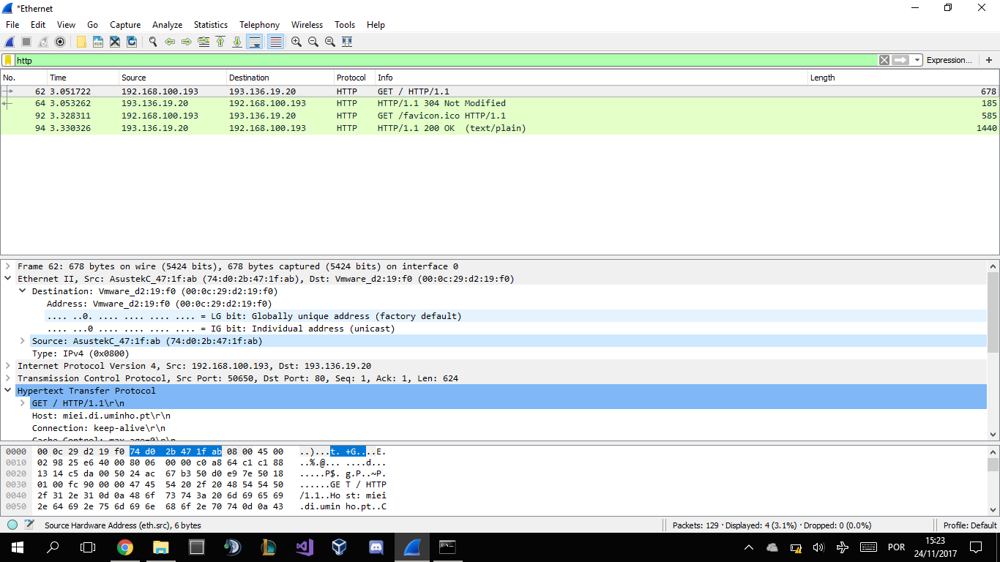 *Ethernet
File Edit View Go Capture Analyze Statistics Telephony Wireless Tools Help
http
Expression... +
No. Time Source Destination Protocol Info Length
62 3.051722 192.168.100.193 193.136.19.20 HTTP GET / HTTP/1.1 678
64 3.053262 193.136.19.20 192.168.100.193 HTTP HTTP/1.1 304 Not Modified 185
92 3.328311 192.168.100.193 193.136.19.20 HTTP GET /favicon.ico HTTP/1.1 585
94 3.330326 193.136.19.20 192.168.100.193 HTTP HTTP/1.1 200 OK (text/plain) 1440
Frame 62: 678 bytes on wire (5424 bits), 678 bytes captured (5424 bits) on interface 0
Ethernet II, Src: AsustekC_47:1f:ab (74:d0:2b:47:1f:ab), Dst: Vmware_d2:19:f0 (00:0c:29:d2:19:f0)
Destination: Vmware_d2:19:f0 (00:0c:29:d2:19:f0)
Address: Vmware_d2:19:f0 (00:0c:29:d2:19:f0)
.... ..0. .... .... .... .... = LG bit: Globally unique address (factory default)
.... ...0 .... .... .... .... = IG bit: Individual address (unicast)
Source: AsustekC_47:1f:ab (74:d0:2b:47:1f:ab)
Type: IPv4 (0x0800)
Internet Protocol Version 4, Src: 192.168.100.193, Dst: 193.136.19.20
Transmission Control Protocol, Src Port: 50650, Dst Port: 80, Seq: 1, Ack: 1, Len: 624
Hypertext Transfer Protocol
GET / HTTP/1.1\r\n
Host: miei.di.uminho.pt\r\n
Connection: keep-alive\r\n
Cache-Control: max-age=0\r\n
0000 00 0c 29 d2 19 f0 74 d0 2b 47 1f ab 08 00 45 00 ..)...t. +G....E.
0010 02 98 25 e6 40 00 80 06 00 00 c0 a8 64 c1 c1 88 ..%.@... ....d...
0020 13 14 c5 da 00 50 24 ac 67 b3 50 d0 e9 7e 50 18 .....P$. g.P..~P.
0030 01 00 fc 90 00 00 47 45 54 20 2f 20 48 54 54 50 ......GE T / HTTP
0040 2f 31 2e 31 0d 0a 48 6f 73 74 3a 20 6d 69 65 69 /1.1..Ho st: miei
0050 2e 64 69 2e 75 6d 69 6e 68 6f 2e 70 74 0d 0a 43 .di.umin ho.pt..C
Source Hardware Address (eth.src), 6 bytes
Packets: 129 · Displayed: 4 (3.1%) · Dropped: 0 (0.0%)
Profile: Default
POR
15:23
24/11/2017